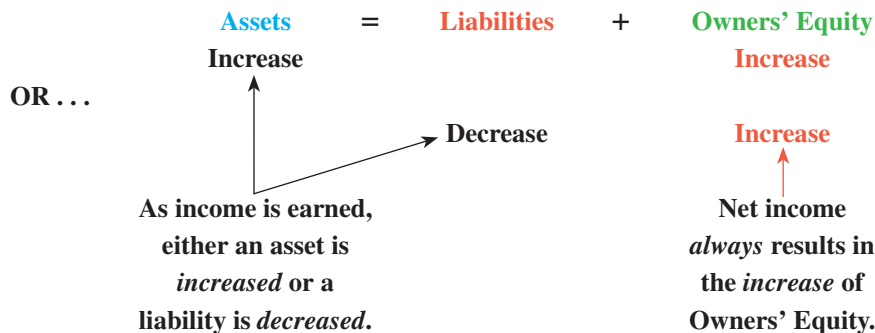 Assets = Liabilities + Owners' Equity
Increase Increase
OR . . .
Decrease Increase
As income is earned,
either an asset is
increased or a
liability is decreased.
Net income
always results in
the increase of
Owners' Equity.